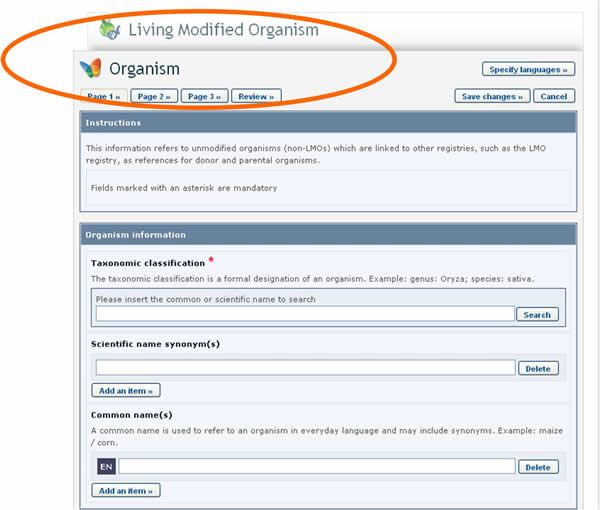 Living Modified Organism
Organism
Specify languages »
Page 1 » Page 2 » Page 3 » Review » Save changes » Cancel
Instructions
This information refers to unmodified organisms (non-LMOs) which are linked to other registries, such as the LMO
registry, as references for donor and parental organisms.
Fields marked with an asterisk are mandatory
Organism information
Taxonomic classification *
The taxonomic classification is a formal designation of an organism. Example: genus: Oryza; species: sativa.
Please insert the common or scientific name to search
Search
Scientific name synonym(s)
Delete
Add an item »
Common name(s)
A common name is used to refer to an organism in everyday language and may include synonyms. Example: maize
/ corn.
EN Delete
Add an item »